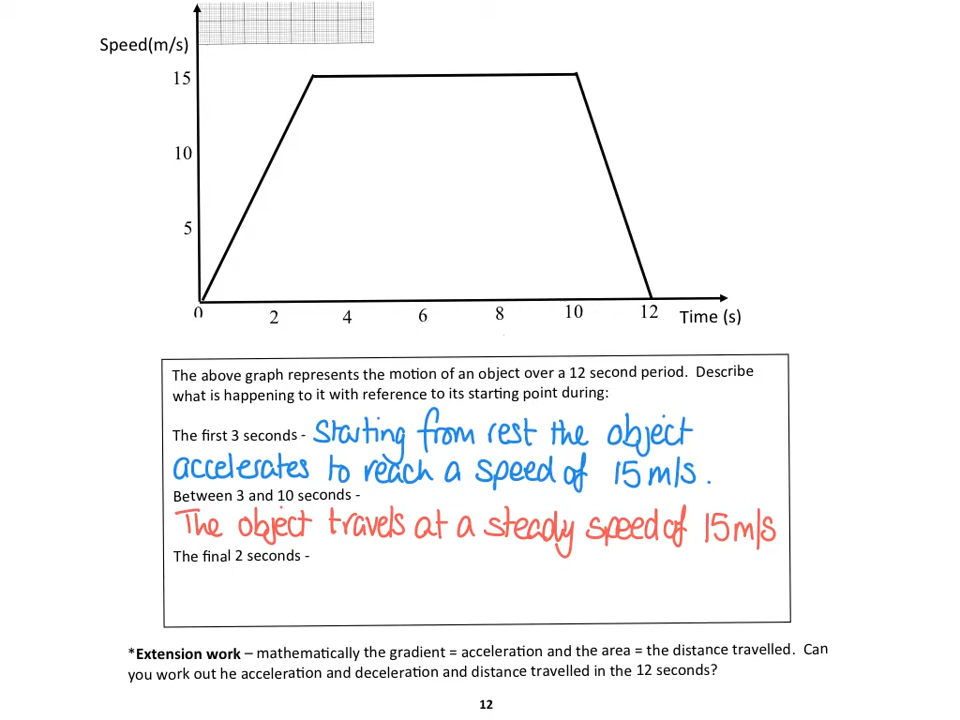 Speed(m/s)
15
10
5
0 2 4 6 8 10 12 Time (s)
The above graph represents the motion of an object over a 12 second period. Describe
what is happening to it with reference to its starting point during:
The first 3 seconds - Starting from rest the object
accelerates to reach a speed of 15 m/s.
Between 3 and 10 seconds -
The object travels at a steady speed of 15m/s
The final 2 seconds -
*Extension work – mathematically the gradient = acceleration and the area = the distance travelled. Can
you work out he acceleration and deceleration and distance travelled in the 12 seconds?
12